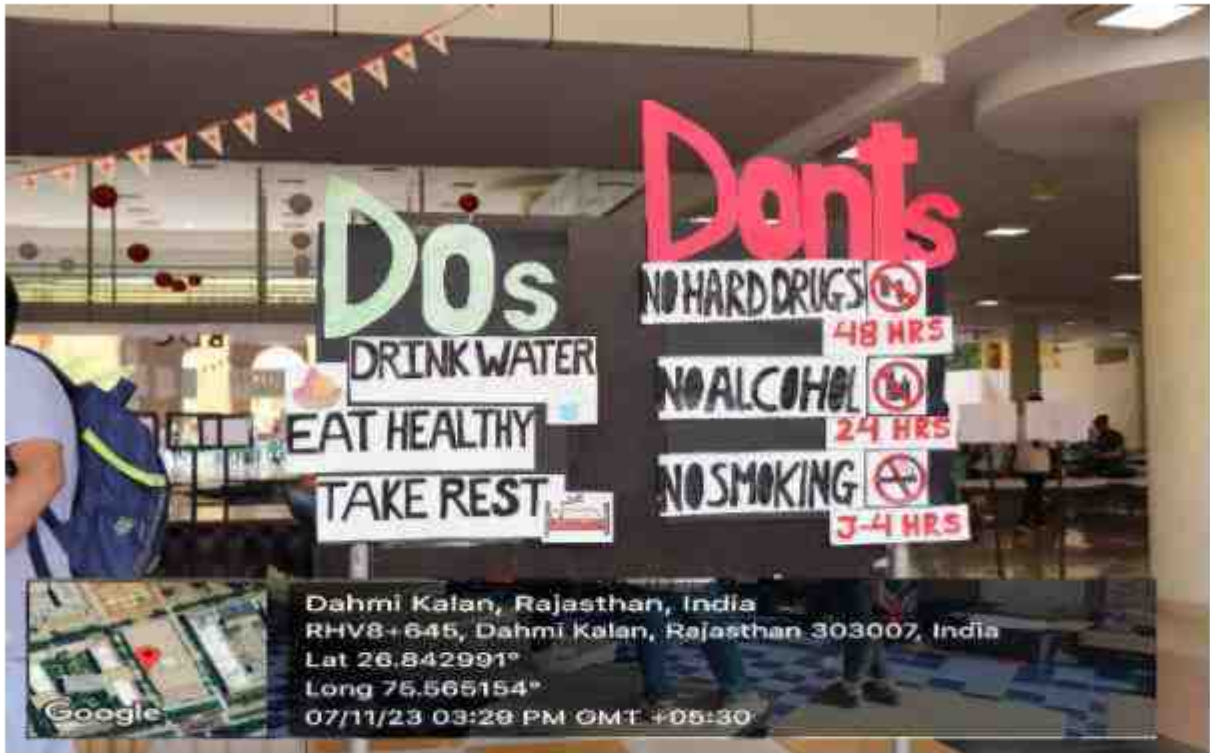 Dos
DRINK WATER
EAT HEALTHY
TAKE REST
Donts
NO HARD DRUGS
48 HRS
NO ALCOHOL
24 HRS
NO SMOKING
3-4 HRS
Dahmi Kalan, Rajasthan, India
RHV8+645, Dahmi Kalan, Rajasthan 303007, India
Lat 26.842991°
Long 75.565154°
07/11/23 03:29 PM GMT +05:30
Google